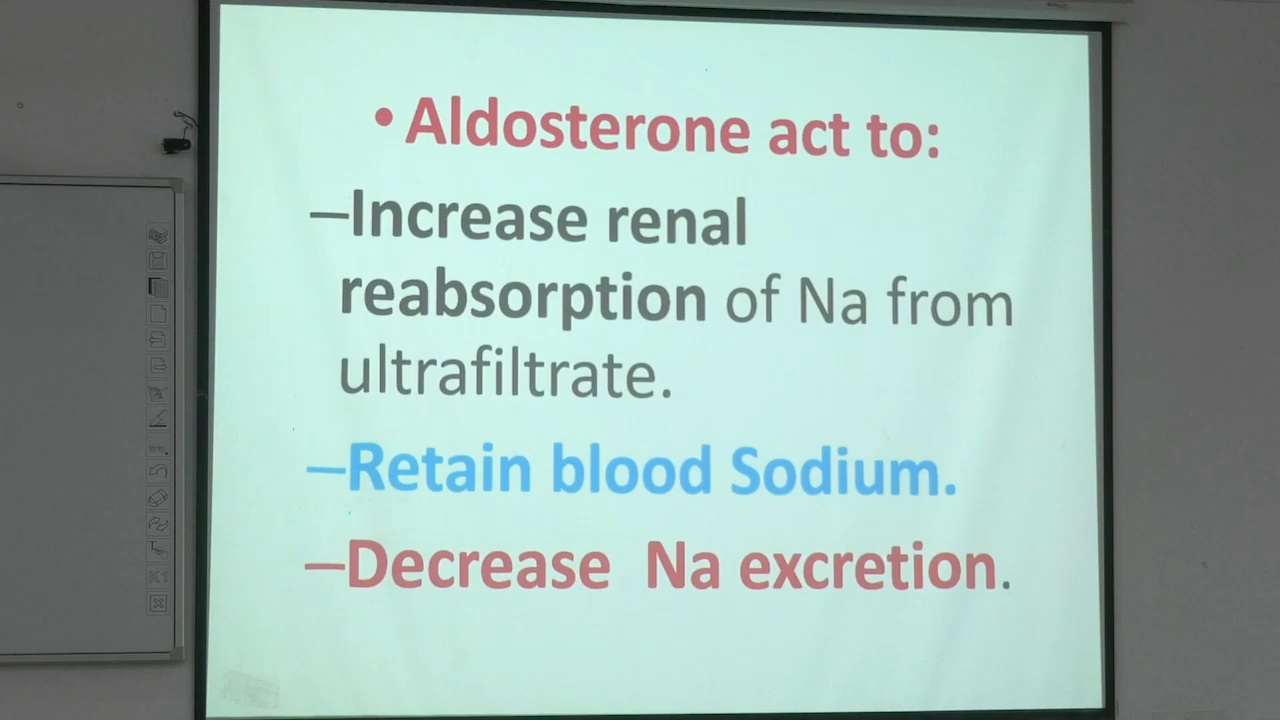 • Aldosterone act to:
–Increase renal
reabsorption of Na from
ultrafiltrate.
–Retain blood Sodium.
–Decrease Na excretion.